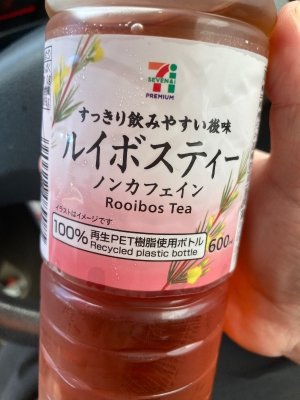 SEVEN&i
PREMIUM
すっきり飲みやすい後味
ルイボスティー
ノンカフェイン
Rooibos Tea
イラストはイメージです
100%再生PET樹脂使用ボトル
Recycled plastic bottle
600